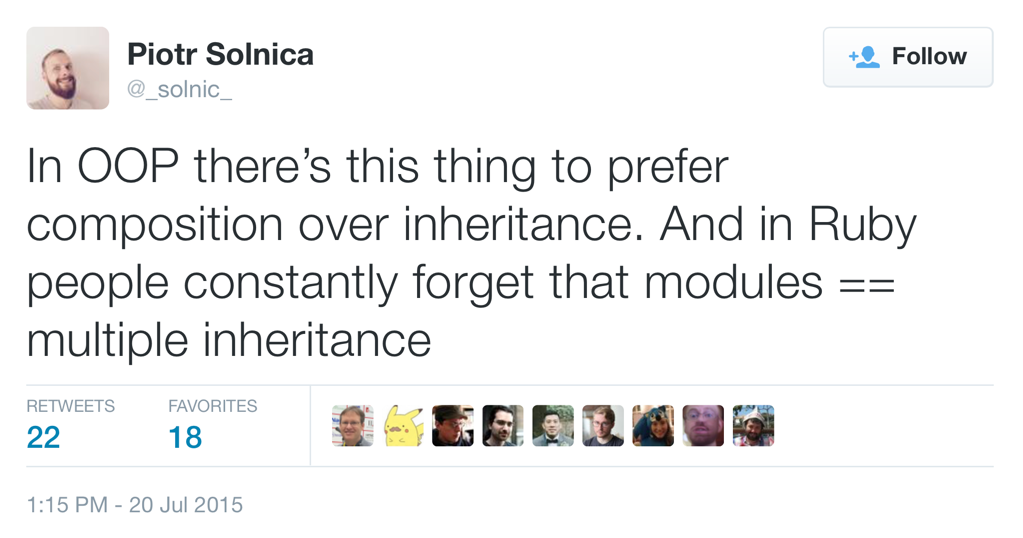 Piotr Solnica
@_solnic_
Follow
In OOP there’s this thing to prefer
composition over inheritance. And in Ruby
people constantly forget that modules ==
multiple inheritance
RETWEETS
FAVORITES
22
18
1:15 PM - 20 Jul 2015